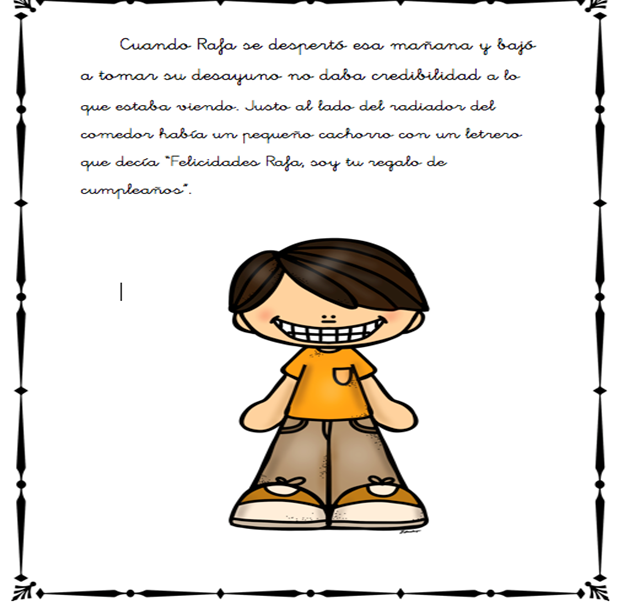 Cuando Rafa se despertó esa mañana y bajó
a tomar su desayuno no daba credibilidad a lo
que estaba viendo. Justo al lado del radiador del
comedor había un pequeño cachorro con un letrero
que decía “Felicidades Rafa, soy tu regalo de
cumpleaños”.